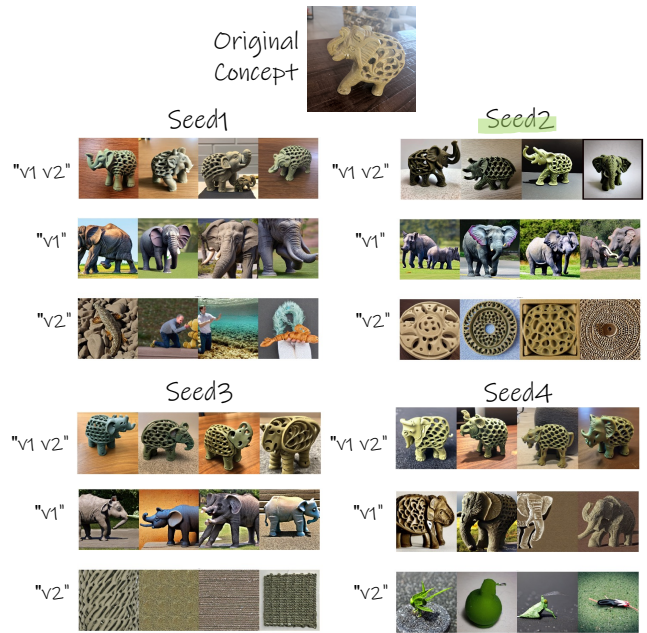 Original
Concept
Seed1
"v1 v2"
"v1"
"v2"
Seed2
"v1 v2"
"v1"
"v2"
Seed3
"v1 v2"
"v1"
"v2"
Seed4
"v1 v2"
"v1"
"v2"